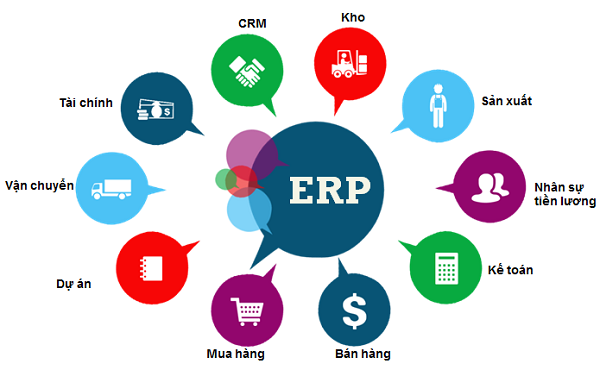 CRM
Kho
Tài chính
Sản xuất
Vận chuyển
ERP
Nhân sự
tiền lương
Dự án
Kế toán
$
Mua hàng
Bán hàng